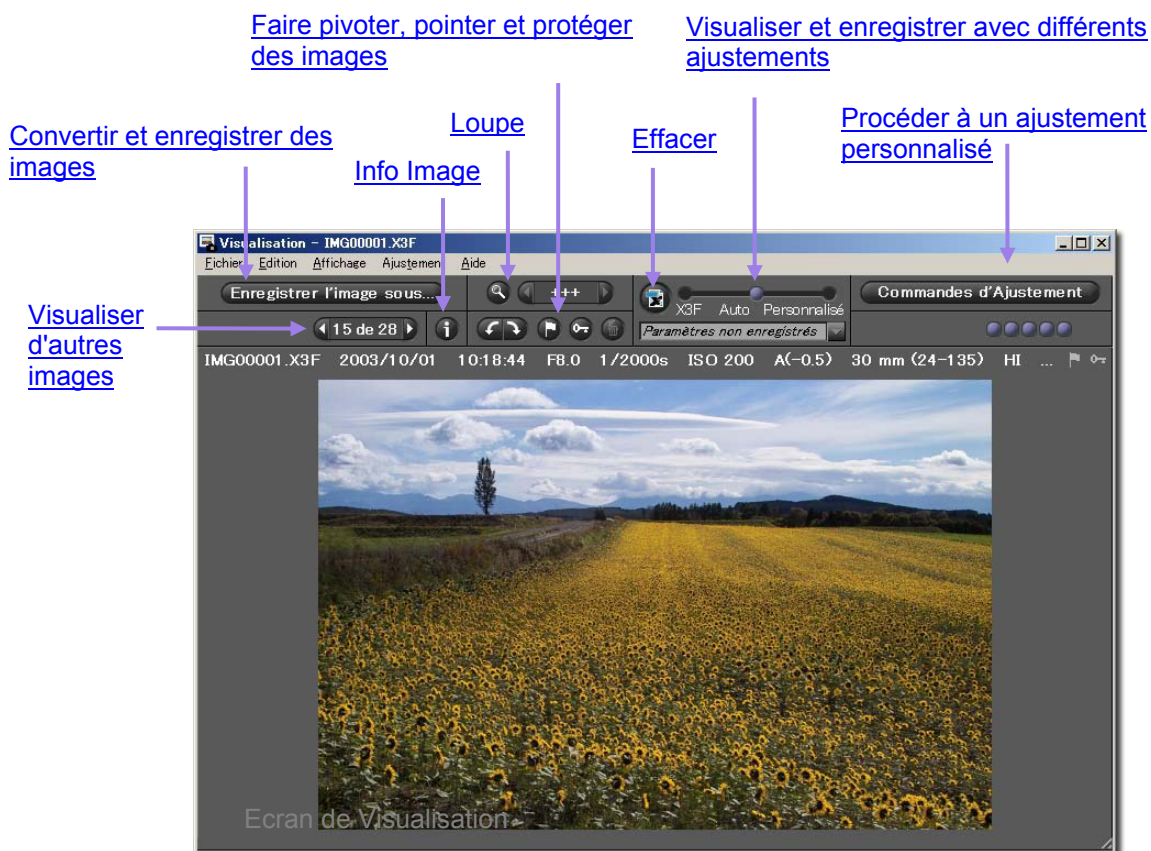 Faire pivoter, pointer et protéger
des images
Visualiser et enregistrer avec différents
ajustements
Convertir et enregistrer des
images
Loupe
Info Image
Effacer
Procéder à un ajustement
personnalisé
Visualiser
d'autres
images
Visualisation - IMG00001.X3F
Fichier Edition Affichage Ajustement Aide
Enregistrer l'image sous...
+++
X3F Auto Personnalisé
Commandes d'Ajustement
15 de 28
Paramètres non enregistrés
IMG00001.X3F 2003/10/01 10:18:44 F8.0 1/2000s ISO 200 A(-0.5) 30 mm (24-135) HI ...
Ecran de Visualisation